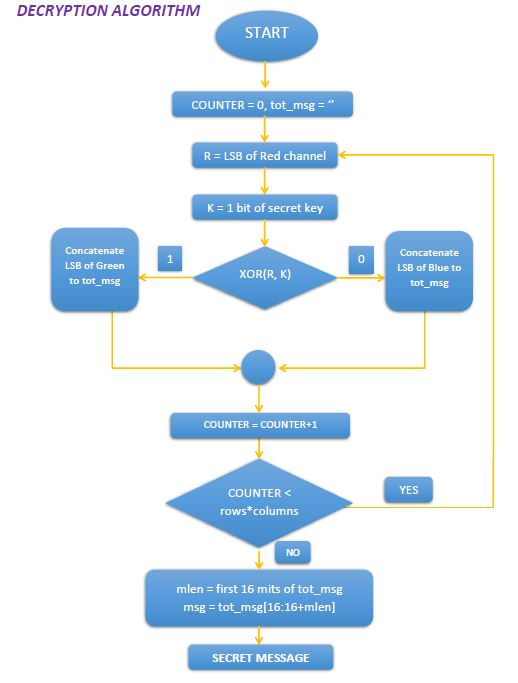 DECRYPTION ALGORITHM
START
COUNTER = 0, tot_msg = ‘’
R = LSB of Red channel
K = 1 bit of secret key
Concatenate
LSB of Green
to tot_msg
1
XOR(R, K)
0
Concatenate
LSB of Blue to
tot_msg
COUNTER = COUNTER+1
COUNTER <
rows*columns
YES
NO
mlen = first 16 mits of tot_msg
msg = tot_msg[16:16+mlen]
SECRET MESSAGE